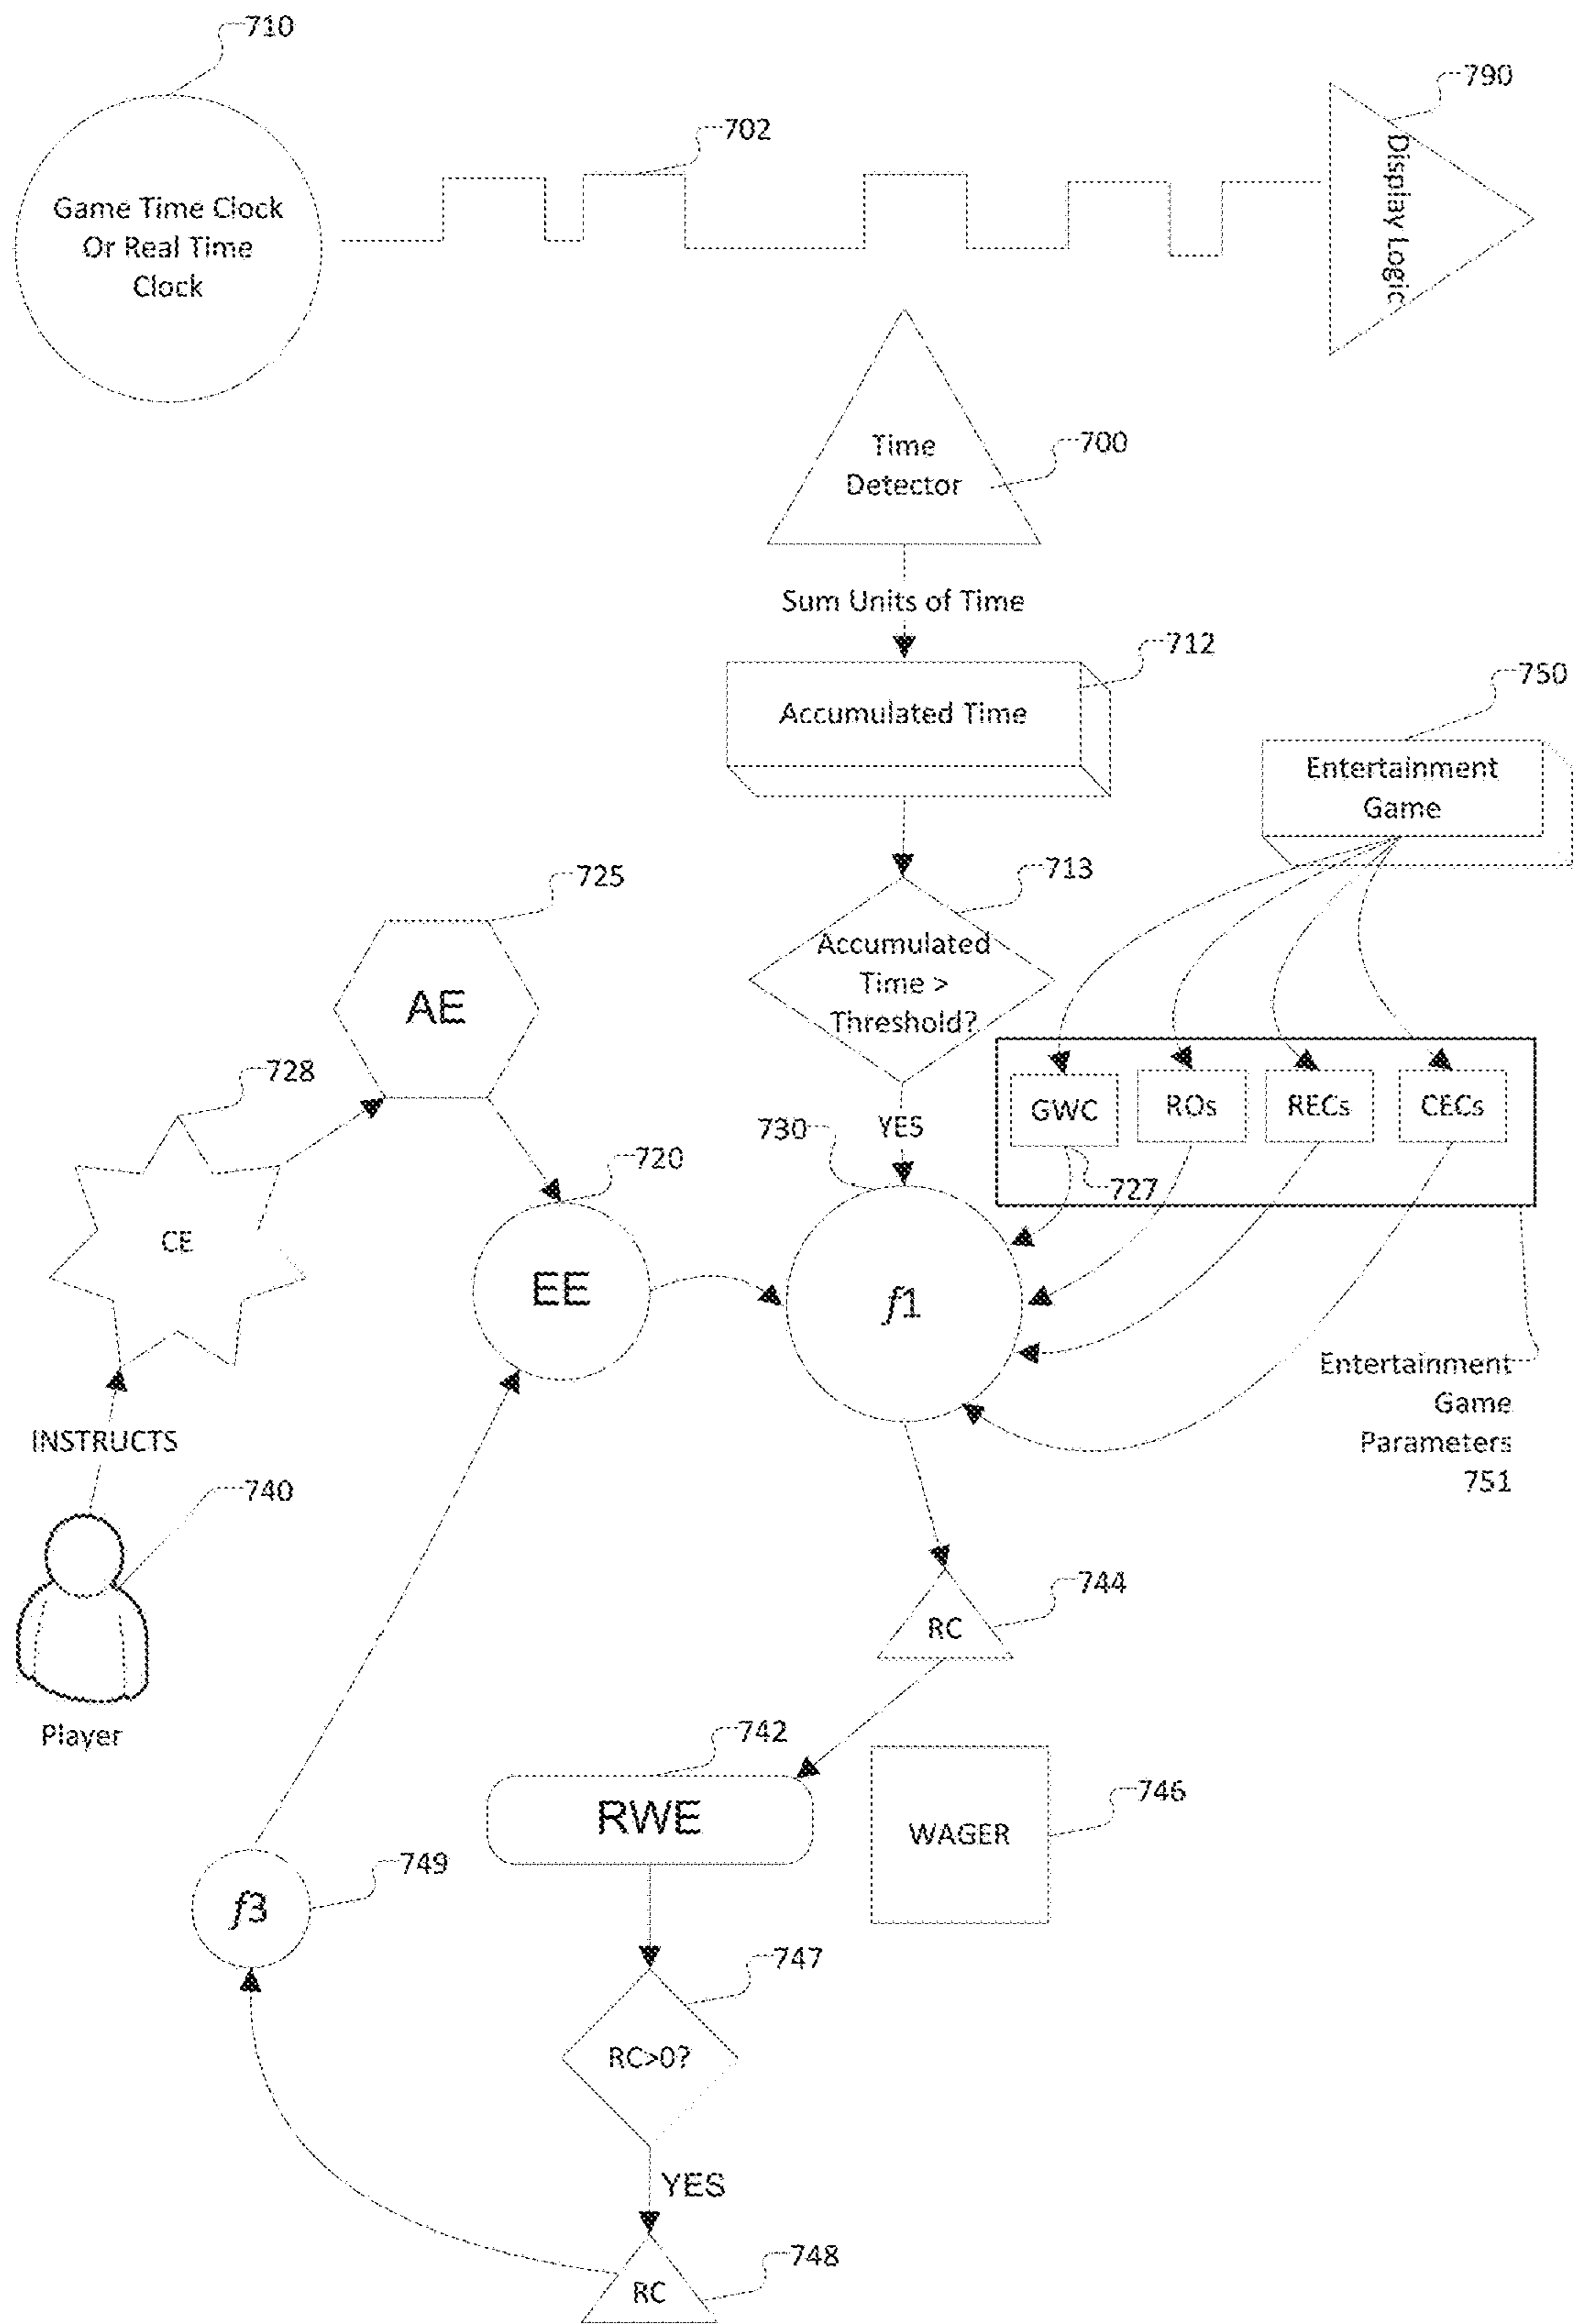 710
790
702
Game Time Clock
Or Real Time
Clock
Display Logic
Time
Detector
700
Sum Units of Time
712
Accumulated Time
750
Entertainment
Game
713
725
Accumulated
Time >
Threshold?
AE
728
GWC
ROs
RECs
CECs
730
YES
727
720
CE
EE
f1
Entertainment
Game
Parameters
751
INSTRUCTS
740
744
RC
Player
742
746
RWE
WAGER
749
f3
747
RC>0?
YES
748
RC